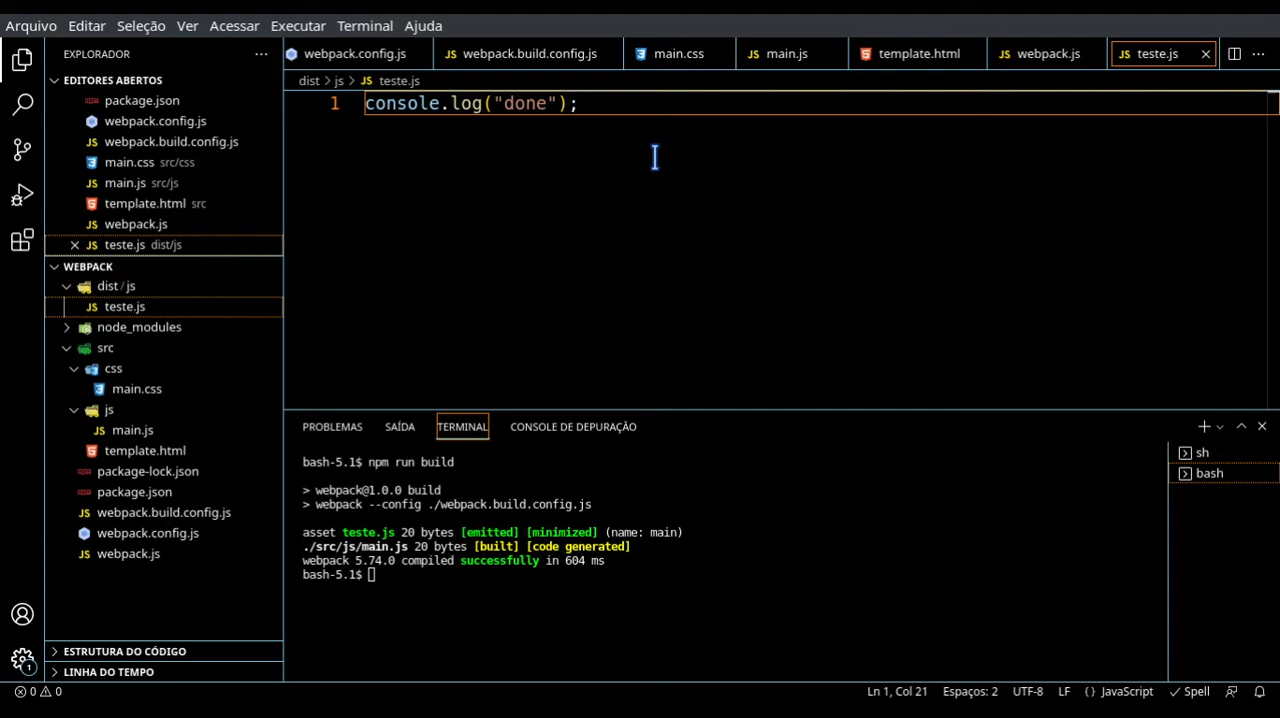 Arquivo Editar Seleção Ver Acessar Executar Terminal Ajuda
EXPLORADOR
EDITORES ABERTOS
package.json
webpack.config.js
webpack.build.config.js
main.css src/css
main.js src/js
template.html src
webpack.js
teste.js dist/js
WEBPACK
dist / js
teste.js
node_modules
src
css
main.css
js
main.js
template.html
package-lock.json
package.json
webpack.build.config.js
webpack.config.js
webpack.js
ESTRUTURA DO CÓDIGO
LINHA DO TEMPO
webpack.config.js webpack.build.config.js main.css main.js template.html webpack.js teste.js
dist > js > JS teste.js
1 console.log("done");
PROBLEMAS SAÍDA TERMINAL CONSOLE DE DEPURAÇÃO
bash-5.1$ npm run build
> webpack@1.0.0 build
> webpack --config ./webpack.build.config.js
asset teste.js 20 bytes [emitted] [minimized] (name: main)
./src/js/main.js 20 bytes [built] [code generated]
webpack 5.74.0 compiled successfully in 604 ms
bash-5.1$
sh
bash
1
0 0
Ln 1, Col 21 Espaços: 2 UTF-8 LF {} JavaScript Spell